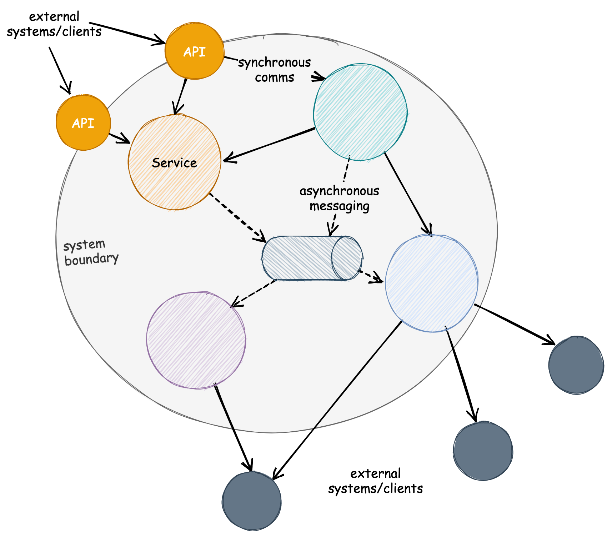 external
systems/clients
API
synchronous
comms
API
Service
asynchronous
messaging
system
boundary
external
systems/clients